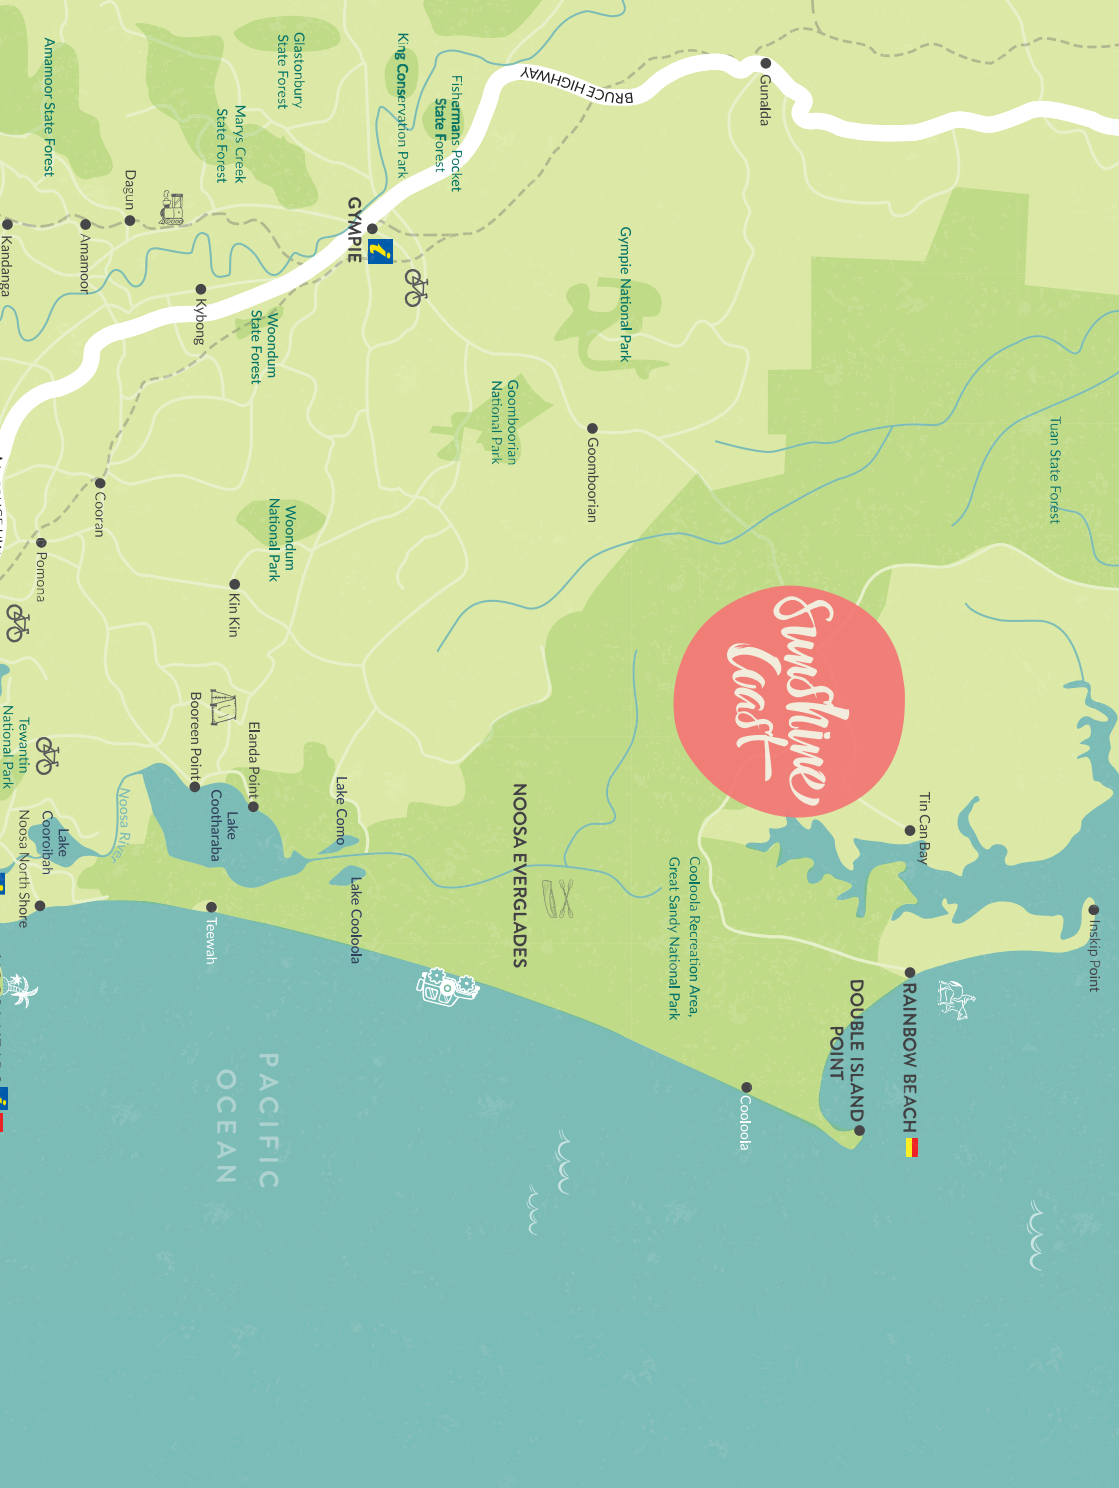 Gunalda
BRUCE HIGHWAY
Glastonbury
State Forest
King Conservation Park
Fishermans Pocket
State Forest
Amamoor State Forest
Marys Creek
State Forest
Dagun
GYMPIE
i
Amamoor
Kandanga
Kybong
Woondum
State Forest
Gympie National Park
Goomboorian
National Park
Goomboorian
Tuan State Forest
Cooran
Pomona
Woondum
National Park
Kin Kin
Sunshine
Coast
Tin Can Bay
Inskip Point
Cooloola Recreation Area,
Great Sandy National Park
RAINBOW BEACH
DOUBLE ISLAND
POINT
Cooloola
NOOSA EVERGLADES
Lake Como
Lake Cooloola
Elanda Point
Booreen Point
Lake
Cootharaba
Teewah
Noosa River
Tewantin
National Park
Lake
Cooroibah
Noosa North Shore
i
PACIFIC
OCEAN